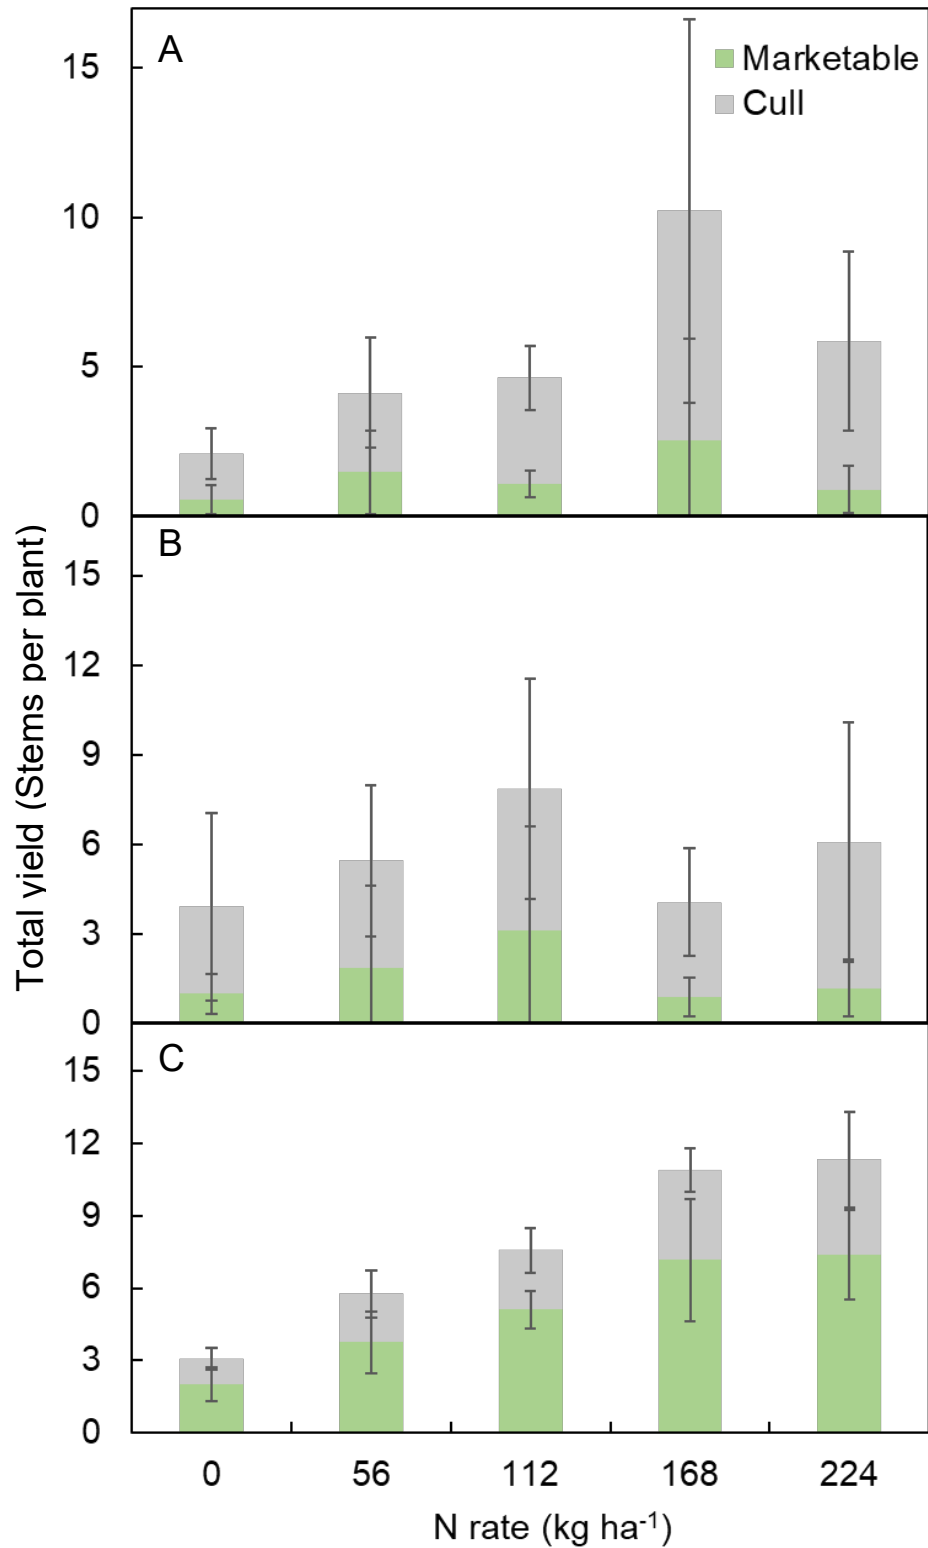 A
Marketable
Cull
15
10
5
0
B
15
12
9
6
3
0
Total yield (Stems per plant)
C
15
12
9
6
3
0
0 56 112 168 224
N rate (kg ha⁻¹)